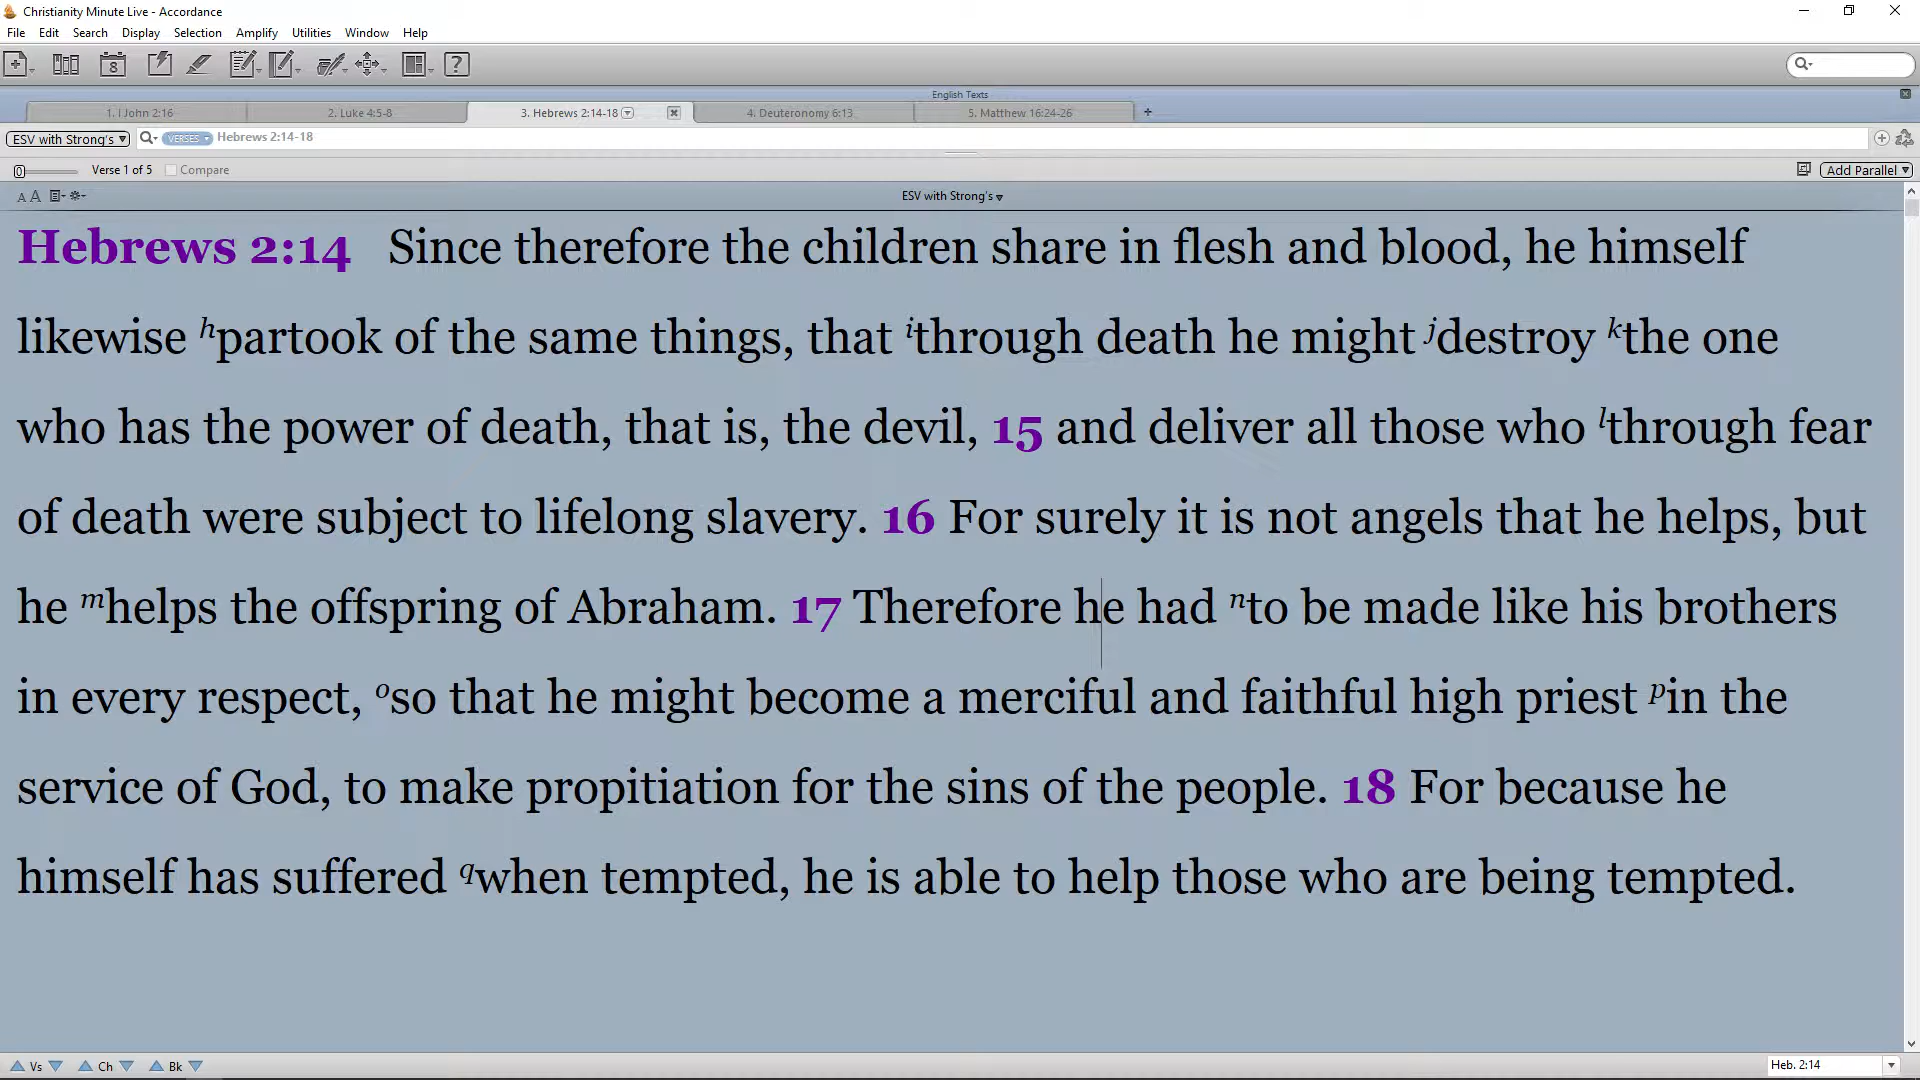 Christianity Minute Live - Accordance
File Edit Search Display Selection Amplify Utilities Window Help
8 ?
English Texts
1. I John 2:16 2. Luke 4:5-8 3. Hebrews 2:14-18 4. Deuteronomy 6:13 5. Matthew 16:24-26 +
ESV with Strong's VERSES Hebrews 2:14-18
0 Verse 1 of 5 Compare Add Parallel
A A ESV with Strong's
Hebrews 2:14 Since therefore the children share in flesh and blood, he himself
likewise hpartook of the same things, that ithrough death he might jdestroy kthe one
who has the power of death, that is, the devil, 15 and deliver all those who lthrough fear
of death were subject to lifelong slavery. 16 For surely it is not angels that he helps, but
he mhelps the offspring of Abraham. 17 Therefore he had nto be made like his brothers
in every respect, oso that he might become a merciful and faithful high priest pin the
service of God, to make propitiation for the sins of the people. 18 For because he
himself has suffered qwhen tempted, he is able to help those who are being tempted.
Vs Ch Bk Heb. 2:14